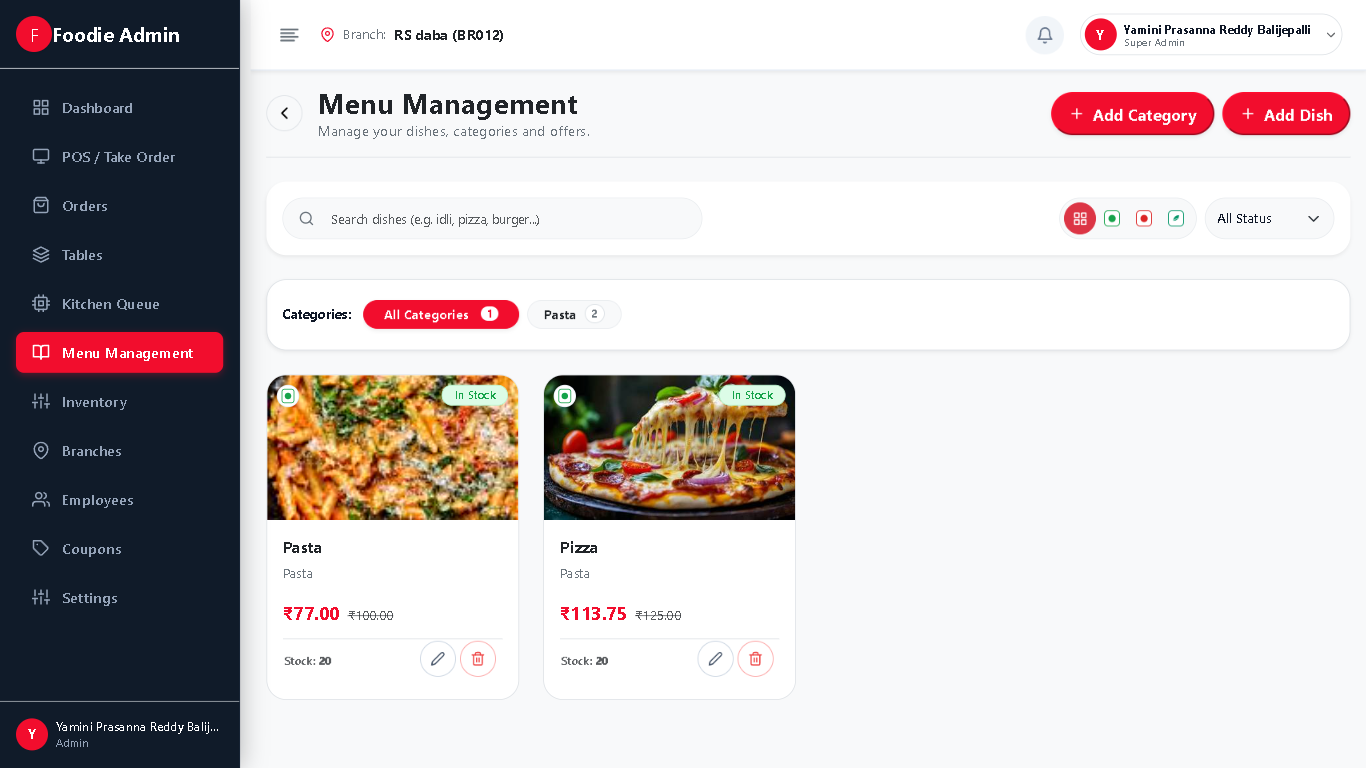 F Foodie Admin
Branch: RS daba (BR012)
Y Yamini Prasanna Reddy Balijepalli
Super Admin
Dashboard
POS / Take Order
Orders
Tables
Kitchen Queue
Menu Management
Inventory
Branches
Employees
Coupons
Settings
Y Yamini Prasanna Reddy Balij...
Admin
Menu Management
Manage your dishes, categories and offers.
+ Add Category
+ Add Dish
Search dishes (e.g. idli, pizza, burger...)
All Status
Categories: All Categories 1 Pasta 2
In Stock
Pasta
Pasta
₹77.00 ₹100.00
Stock: 20
In Stock
Pizza
Pasta
₹113.75 ₹125.00
Stock: 20